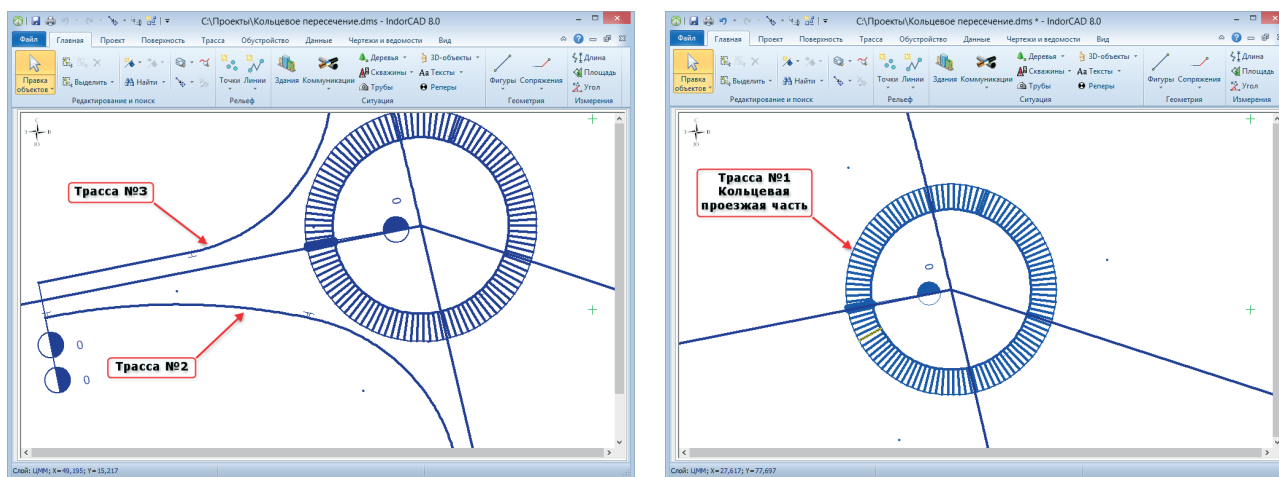 C:\Проекты\Кольцевое пересечение.dms - IndorCAD 8.0
Файл Главная Проект Поверхность Трасса Обустройство Данные Чертежи и ведомости Вид
Правка объектов
Выделить
Найти
Редактирование и поиск
Точки Линии
Рельеф
Здания Коммуникации
Деревья
Скважины
Трубы
3D-объекты
Тексты
Реперы
Ситуация
Фигуры Сопряжения
Геометрия
Длина
Площадь
Угол
Измерения
С
З В
Ю
Трасса №3
0
Трасса №2
0
0
Слой: ЦММ; X=49,195; Y=15,217
C:\Проекты\Кольцевое пересечение.dms * - IndorCAD 8.0
Файл Главная Проект Поверхность Трасса Обустройство Данные Чертежи и ведомости Вид
Правка объектов
Выделить
Найти
Редактирование и поиск
Точки Линии
Рельеф
Здания Коммуникации
Деревья
Скважины
Трубы
3D-объекты
Тексты
Реперы
Ситуация
Фигуры Сопряжения
Геометрия
Длина
Площадь
Угол
Измерения
С
З В
Ю
Трасса №1
Кольцевая
проезжая часть
0
Слой: ЦММ; X=27,617; Y=77,697